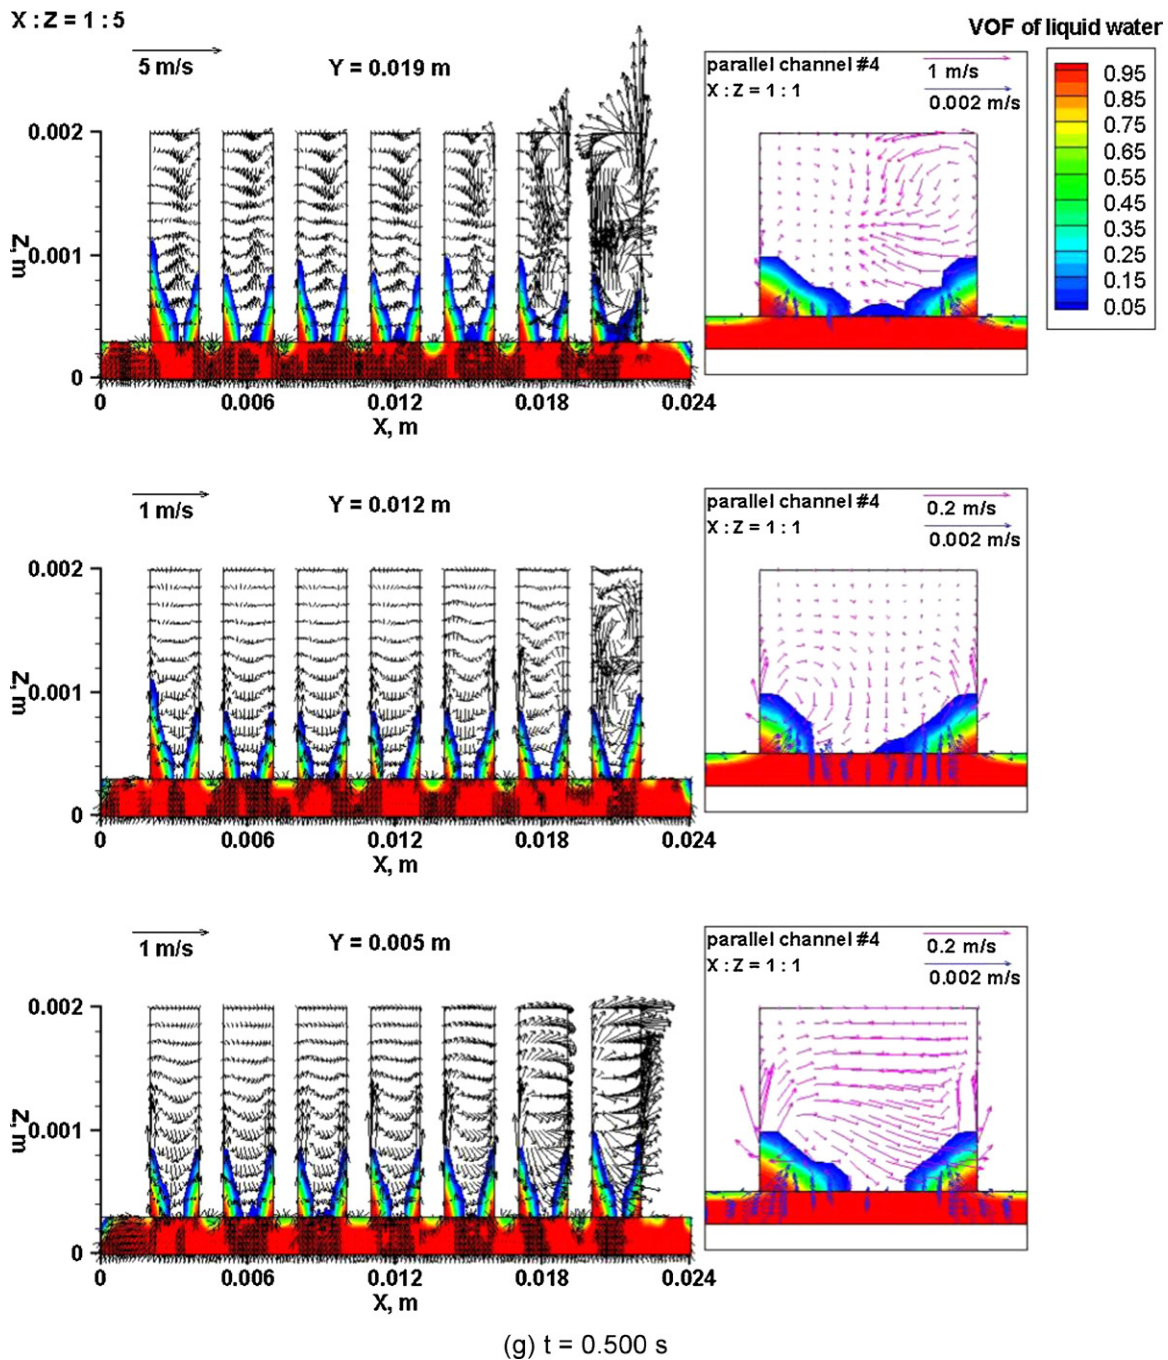 X : Z = 1 : 5
VOF of liquid water
5 m/s
Y = 0.019 m
parallel channel #4
1 m/s
X : Z = 1 : 1
0.002 m/s
0.95
0.85
0.75
0.65
0.55
0.45
0.35
0.25
0.15
0.05
0.002
0.001
0
Z, m
0
0.006
0.012
0.018
0.024
X, m
1 m/s
Y = 0.012 m
parallel channel #4
0.2 m/s
X : Z = 1 : 1
0.002 m/s
0.002
0.001
0
Z, m
0
0.006
0.012
0.018
0.024
X, m
1 m/s
Y = 0.005 m
parallel channel #4
0.2 m/s
X : Z = 1 : 1
0.002 m/s
0.002
0.001
0
Z, m
0
0.006
0.012
0.018
0.024
X, m
(g) t = 0.500 s